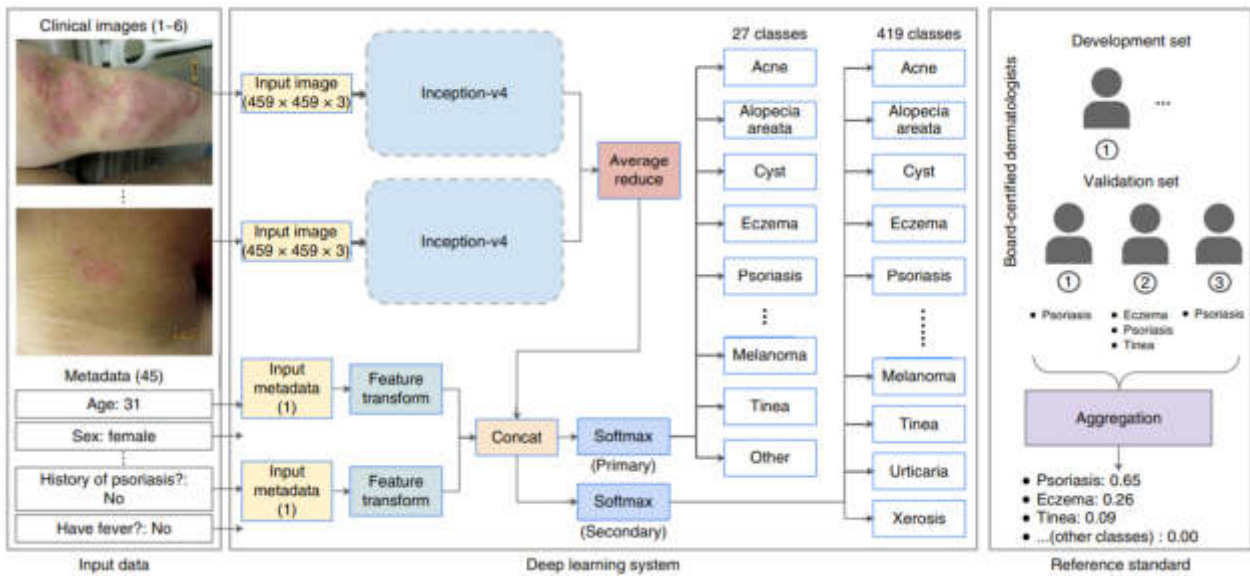 Clinical images (1–6)
Metadata (45)
Age: 31
Sex: female
History of psoriasis?:
No
Have fever?: No
Input data
Input image
(459 × 459 × 3)
Inception-v4
Input image
(459 × 459 × 3)
Inception-v4
Average
reduce
Input
metadata
(1)
Feature
transform
Input
metadata
(1)
Feature
transform
Concat
Softmax
(Primary)
Softmax
(Secondary)
27 classes
Acne
Alopecia
areata
Cyst
Eczema
Psoriasis
Melanoma
Tinea
Other
419 classes
Acne
Alopecia
areata
Cyst
Eczema
Psoriasis
Melanoma
Tinea
Urticaria
Xerosis
Deep learning system
Board-certified dermatologists
Development set
...
1
Validation set
1
2
3
• Psoriasis
• Eczema
• Psoriasis
• Tinea
• Psoriasis
Aggregation
• Psoriasis: 0.65
• Eczema: 0.26
• Tinea: 0.09
• ...(other classes) : 0.00
Reference standard